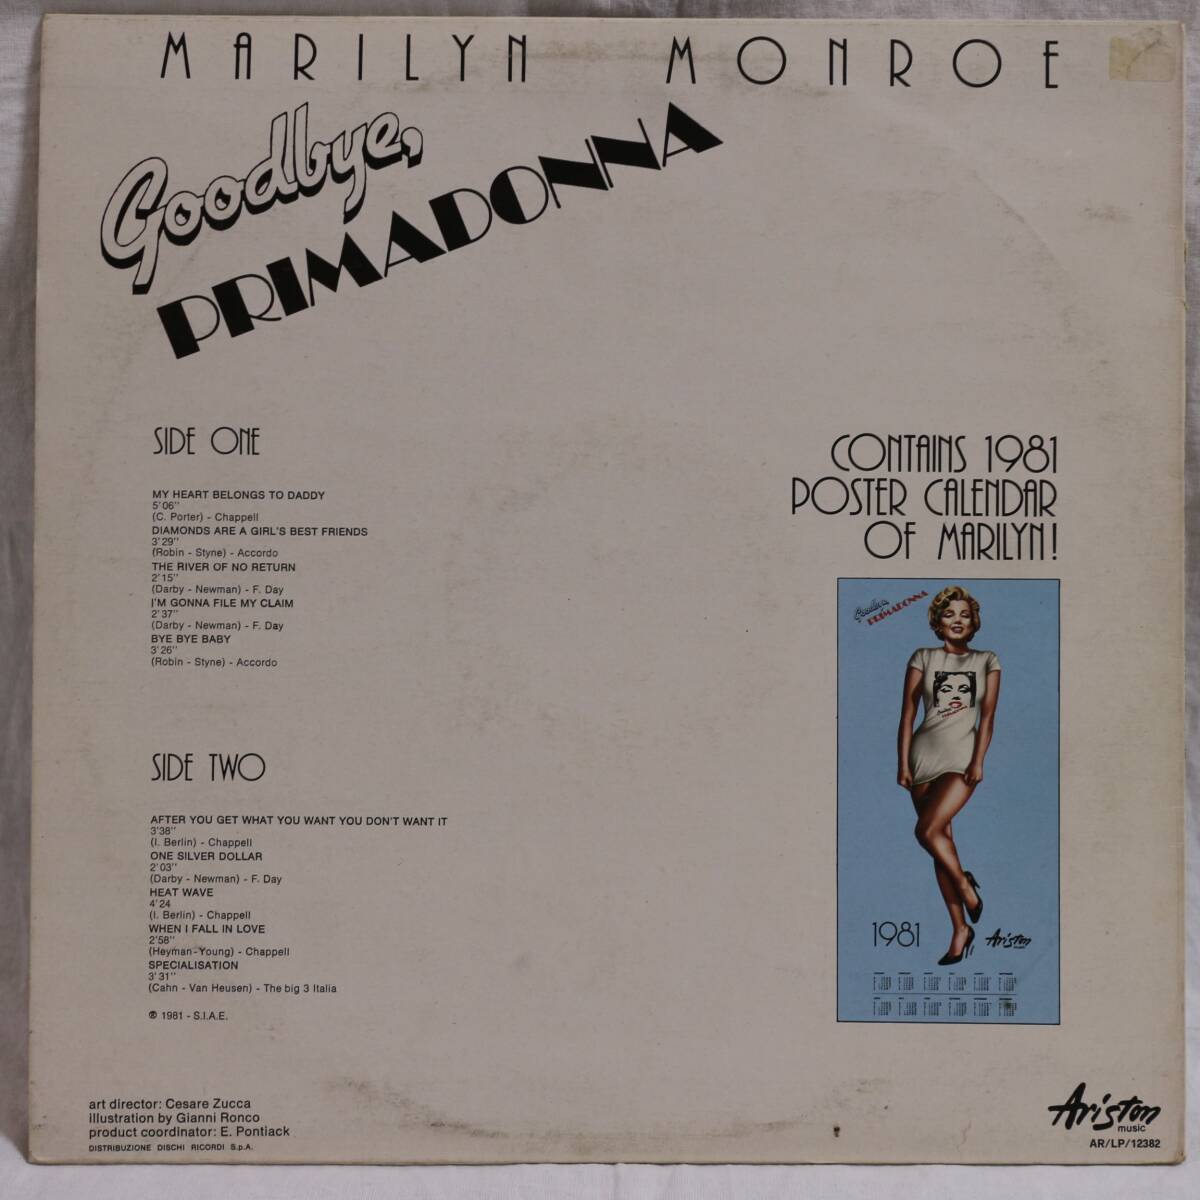 MARILYN MONROE
Goodbye,
PRIMADONNA
SIDE ONE
MY HEART BELONGS TO DADDY
5'06''
(C. Porter) - Chappell
DIAMONDS ARE A GIRL'S BEST FRIENDS
3'29''
(Robin - Styne) - Accordo
THE RIVER OF NO RETURN
2'15''
(Darby - Newman) - F. Day
I'M GONNA FILE MY CLAIM
2'37''
(Darby - Newman) - F. Day
BYE BYE BABY
3'26''
(Robin - Styne) - Accordo
SIDE TWO
AFTER YOU GET WHAT YOU WANT YOU DON'T WANT IT
3'38''
(I. Berlin) - Chappell
ONE SILVER DOLLAR
2'03''
(Darby - Newman) - F. Day
HEAT WAVE
4'24
(I. Berlin) - Chappell
WHEN I FALL IN LOVE
2'58''
(Heyman - Young) - Chappell
SPECIALISATION
3'31''
(Cahn - Van Heusen) - The big 3 Italia
℗ 1981 - S.I.A.E.
CONTAINS 1981
POSTER CALENDAR
OF MARILYN!
Goodbye,
PRIMADONNA
1981
Ariston
art director: Cesare Zucca
illustration by Gianni Ronco
product coordinator: E. Pontiack
DISTRIBUZIONE DISCHI RICORDI S.p.A.
Ariston
music
AR/LP/12382